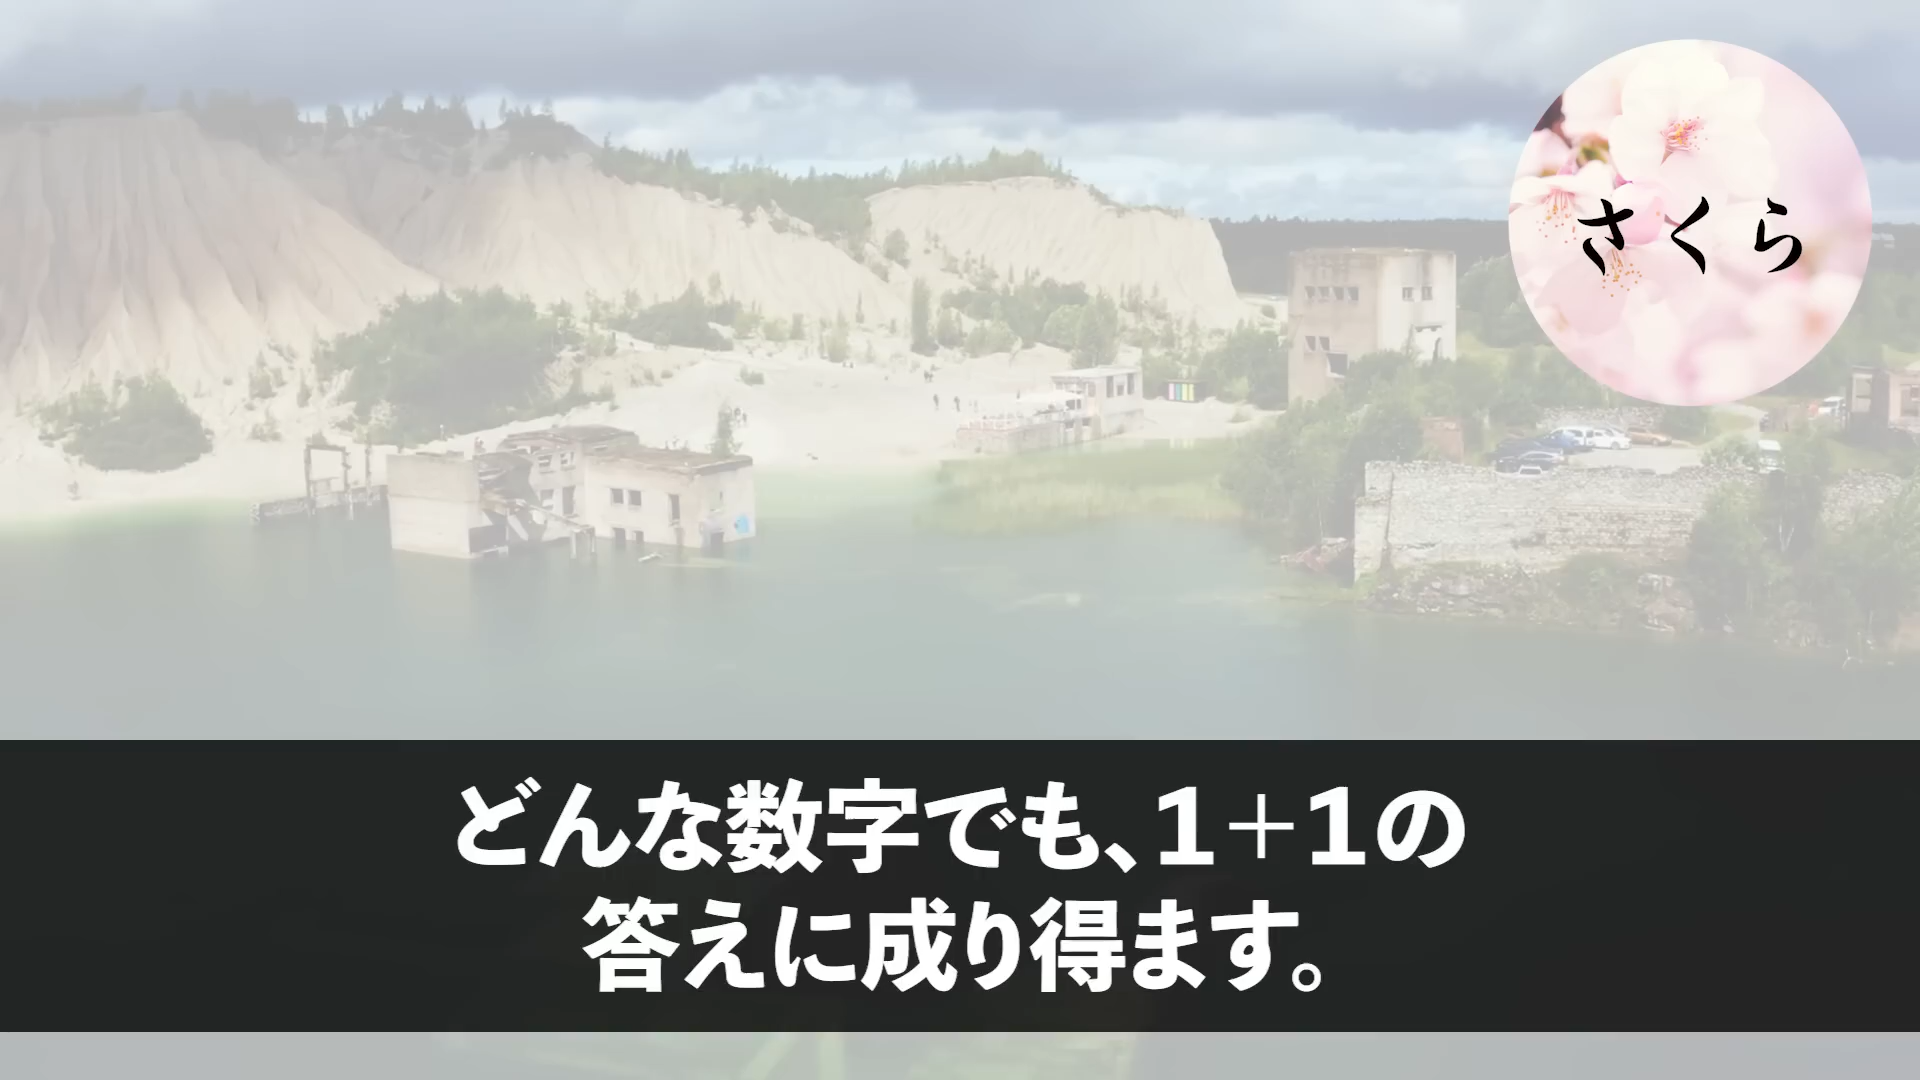 さくら
どんな数字でも、1＋1の
答えに成り得ます。